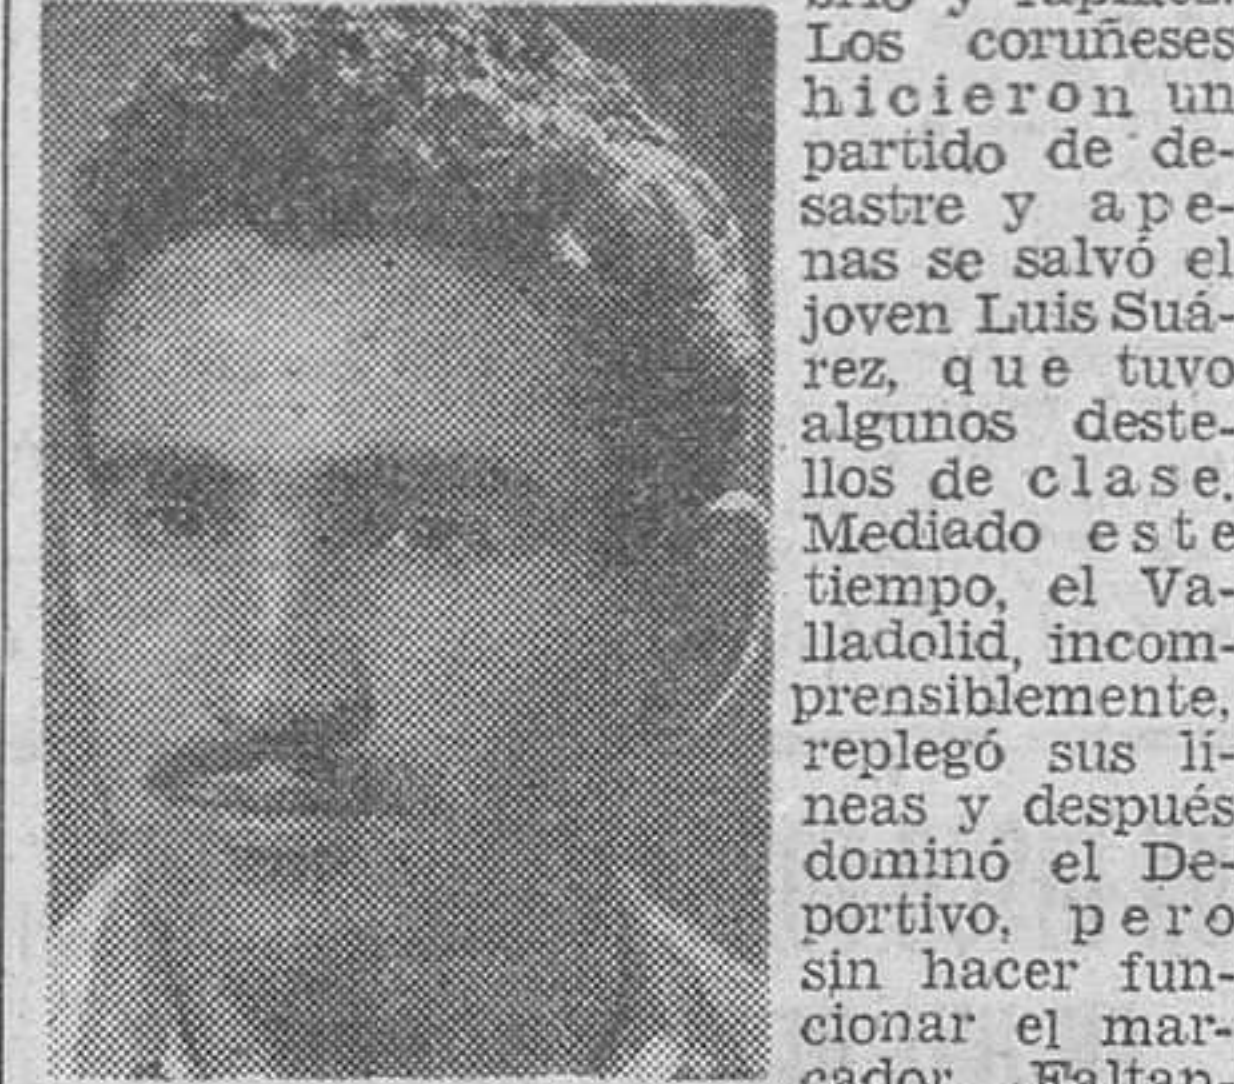 Los coruñeses
hicieron un
partido de de-
sastre y ape-
nas se salvó el
joven Luis Suá-
rez, que tuvo
algunos deste-
llos de clase.
Mediado este
tiempo, el Va-
lladolid, incom-
prensiblemente,
replegó sus lí-
neas y después
dominó el De-
portivo, pero
sin hacer fun-
cionar el mar-
cador. Faltan-